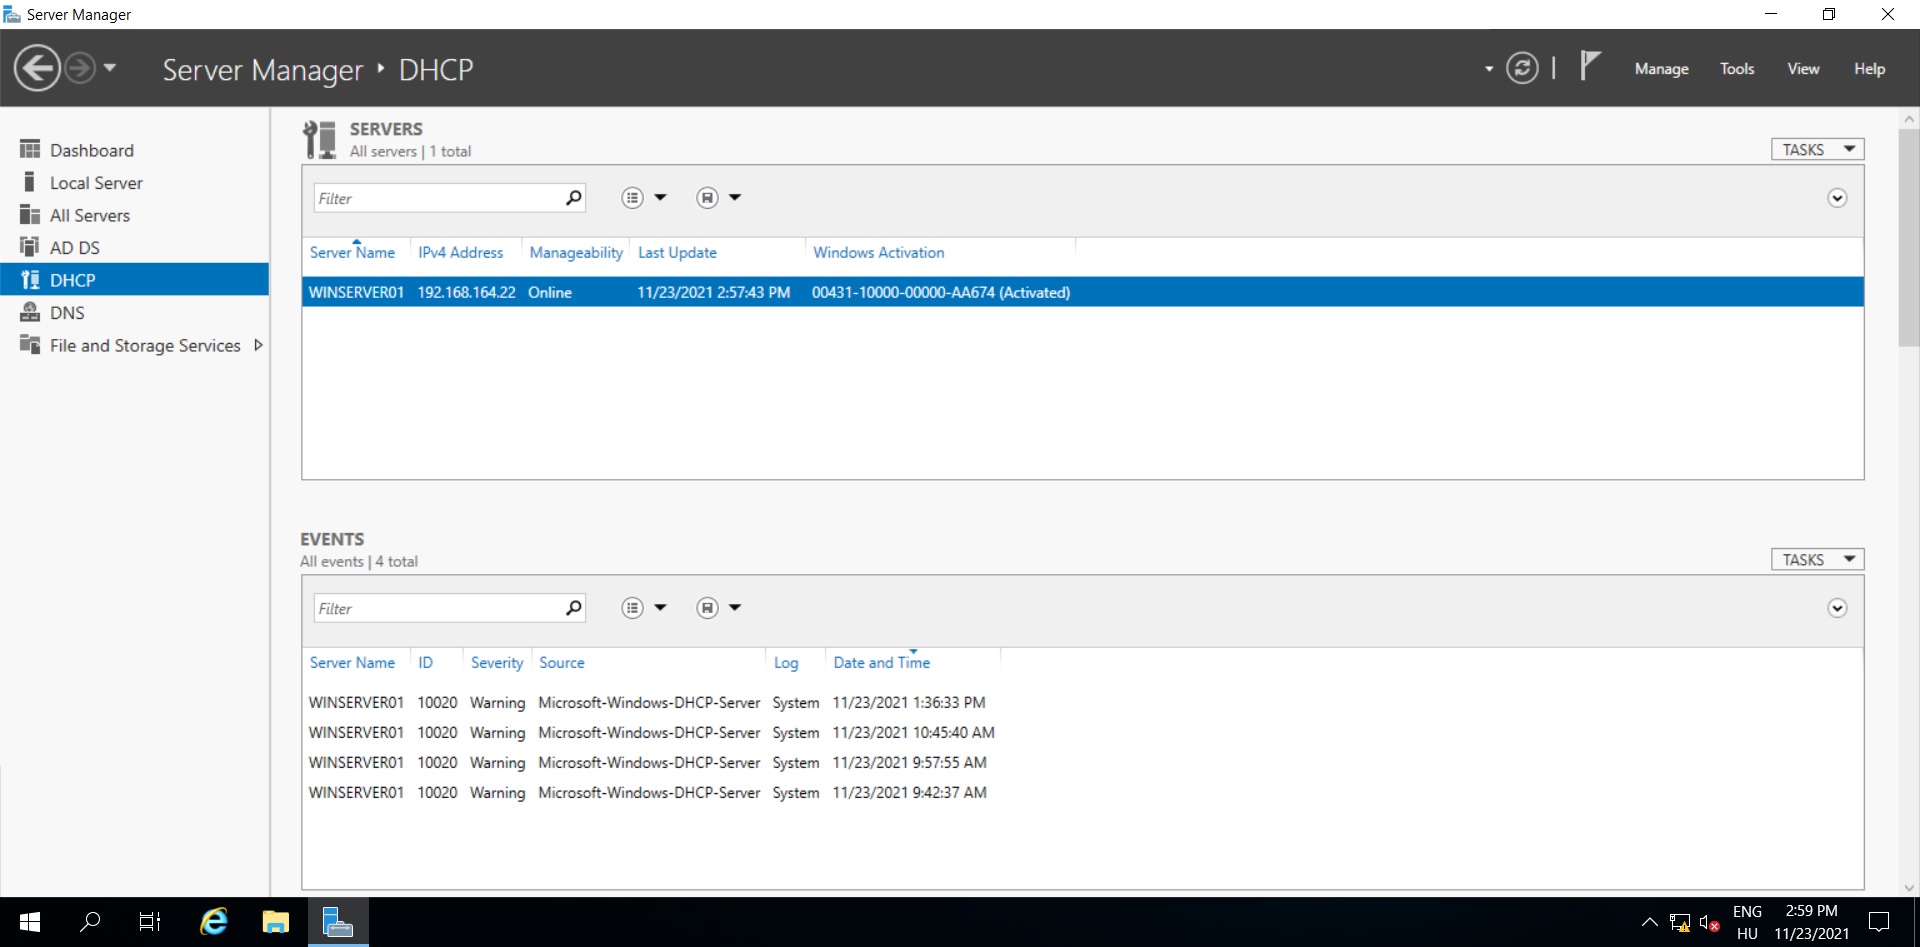 Server Manager
Server Manager ‣ DHCP
Manage Tools View Help
Dashboard
Local Server
All Servers
AD DS
DHCP
DNS
File and Storage Services
SERVERS
All servers | 1 total
TASKS
Filter
Server Name IPv4 Address Manageability Last Update Windows Activation
WINSERVER01 192.168.164.22 Online 11/23/2021 2:57:43 PM 00431-10000-00000-AA674 (Activated)
EVENTS
All events | 4 total
TASKS
Filter
Server Name ID Severity Source Log Date and Time
WINSERVER01 10020 Warning Microsoft-Windows-DHCP-Server System 11/23/2021 1:36:33 PM
WINSERVER01 10020 Warning Microsoft-Windows-DHCP-Server System 11/23/2021 10:45:40 AM
WINSERVER01 10020 Warning Microsoft-Windows-DHCP-Server System 11/23/2021 9:57:55 AM
WINSERVER01 10020 Warning Microsoft-Windows-DHCP-Server System 11/23/2021 9:42:37 AM
ENG 2:59 PM
HU 11/23/2021